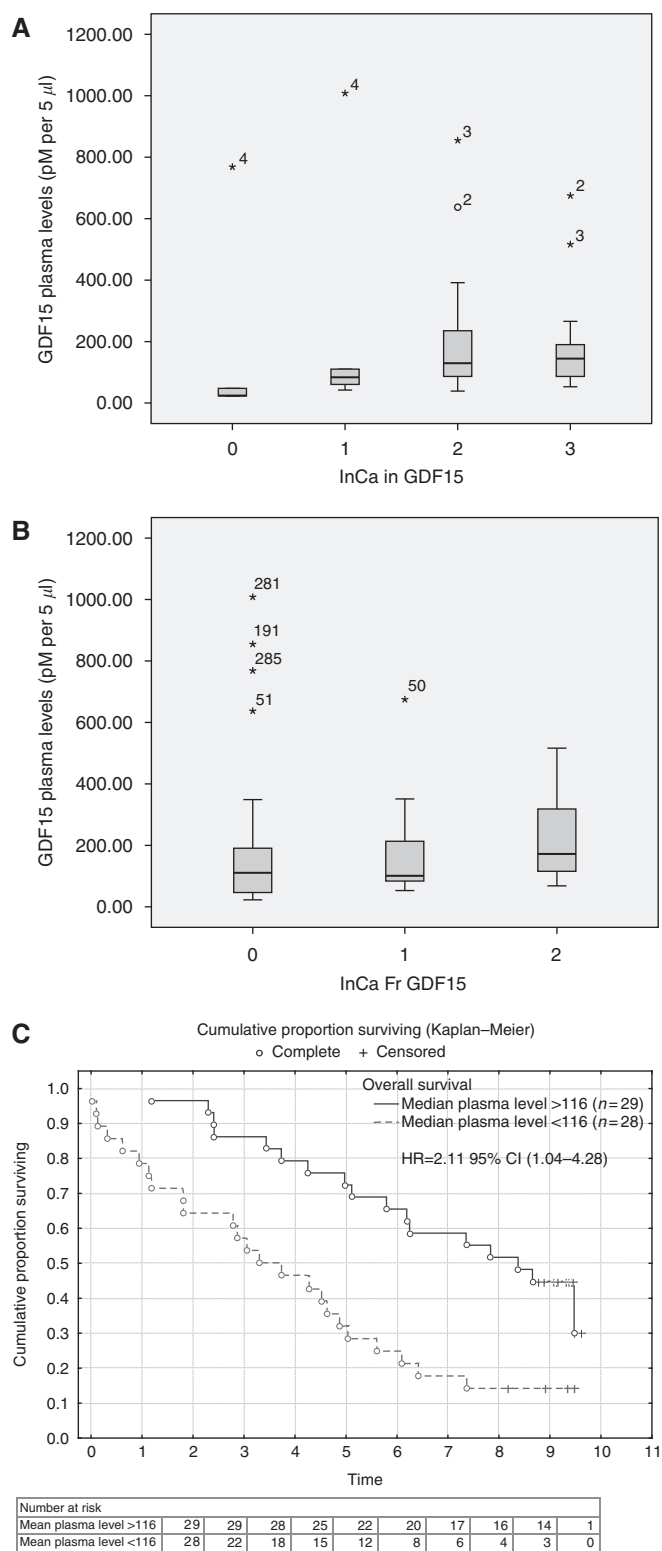 A
GDF15 plasma levels (pM per 5 µl)
1200.00
1000.00
800.00
600.00
400.00
200.00
0.00
4
4
3
2
2
3
0 1 2 3
InCa in GDF15
B
GDF15 plasma levels (pM per 5 µl)
1200.00
1000.00
800.00
600.00
400.00
200.00
0.00
281
191
285
51
50
0 1 2
InCa Fr GDF15
C
Cumulative proportion surviving (Kaplan–Meier)
Complete + Censored
Overall survival
Median plasma level >116 (n=29)
Median plasma level <116 (n=28)
HR=2.11 95% CI (1.04–4.28)
Cumulative proportion surviving
1.0
0.9
0.8
0.7
0.6
0.5
0.4
0.3
0.2
0.1
0.0
0 1 2 3 4 5 6 7 8 9 10 11
Time
Number at risk
Mean plasma level >116 29 29 28 25 22 20 17 16 14 1
Mean plasma level <116 28 22 18 15 12 8 6 4 3 0